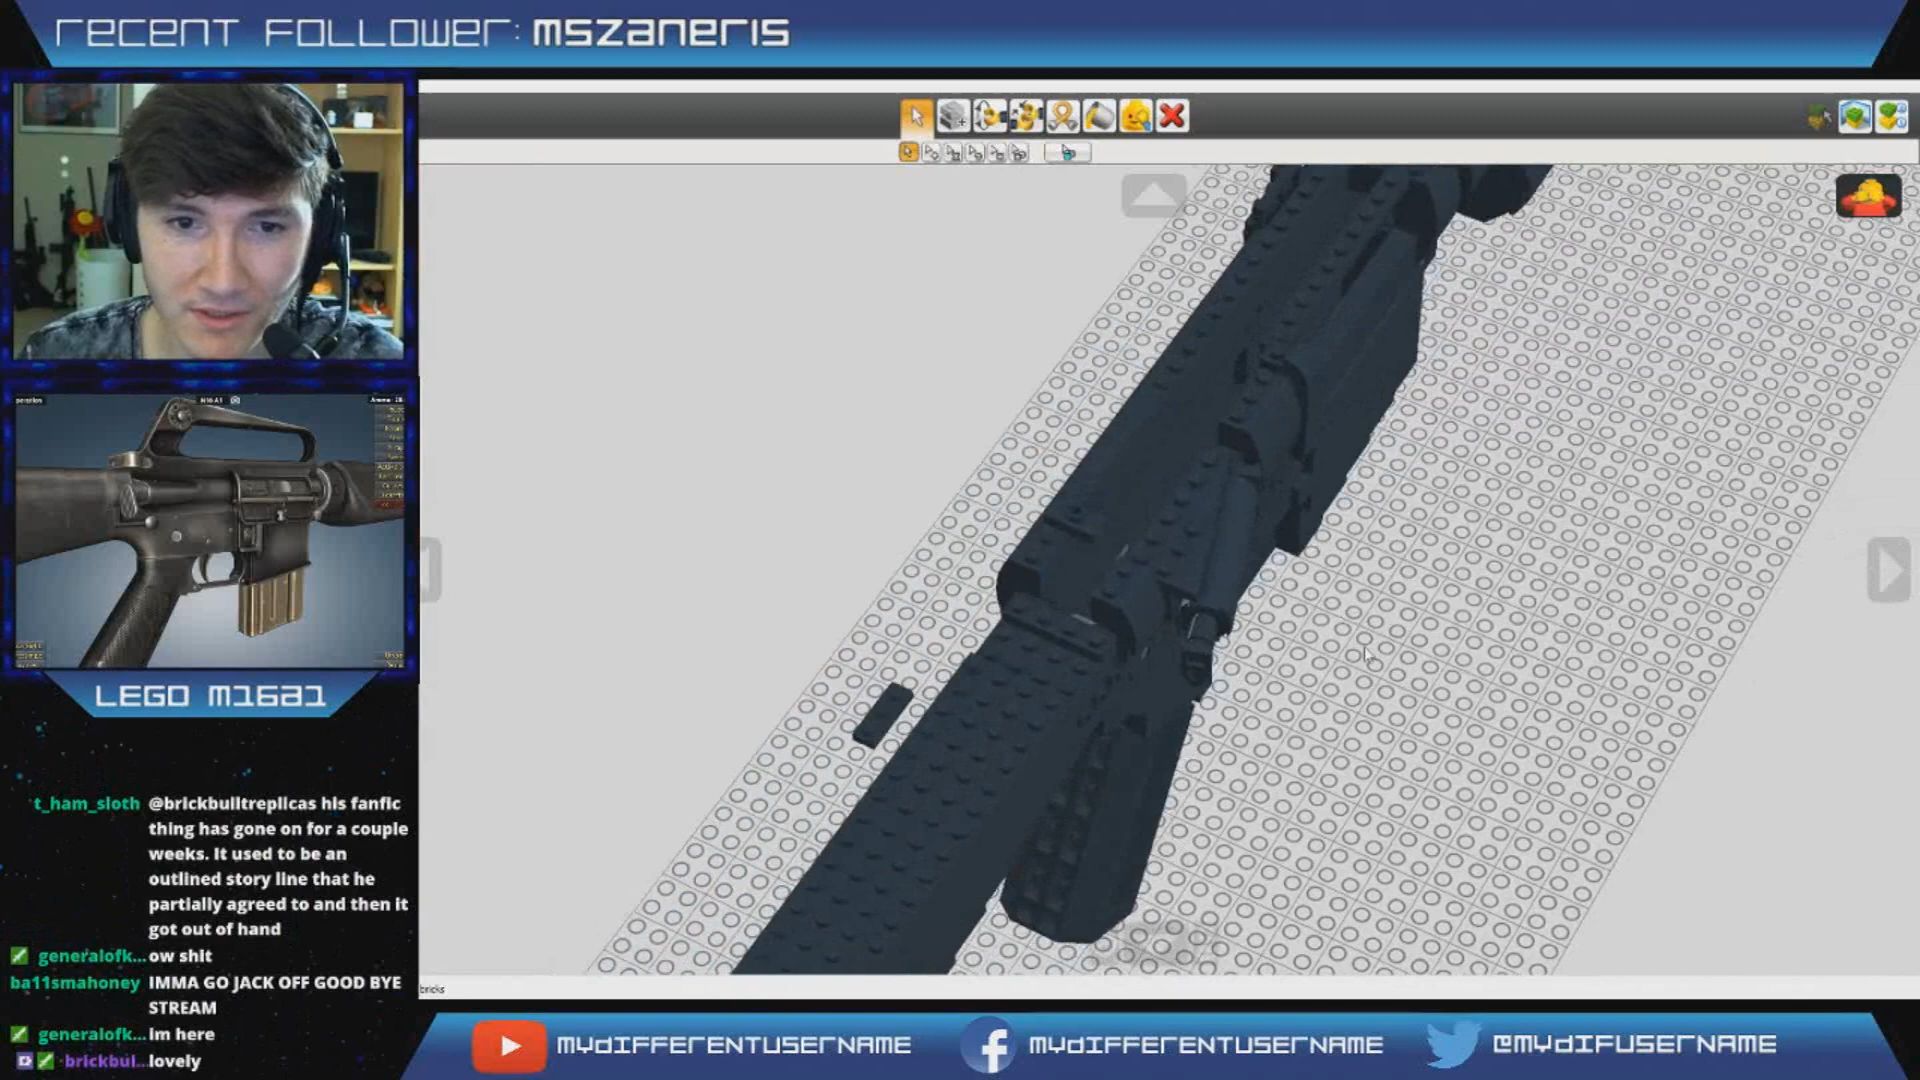 recent follower: mszaneris
M16A1
LEGO M16A1
t_ham_sloth @brickbuiltreplicas his fanfic
thing has gone on for a couple
weeks. It used to be an
outlined story line that he
partially agreed to and then it
got out of hand
generalofk... ow shit
ba11smahoney IMMA GO JACK OFF GOOD BYE
STREAM
generalofk... im here
brickbul... lovely
bricks
MYDIFFERENTUSERNAME
MYDIFFERENTUSERNAME
@MYDIFUSERNAME